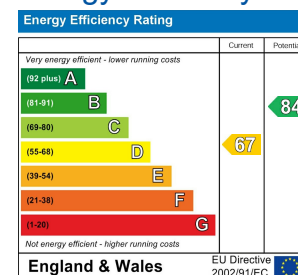 Energy Efficiency Rating
Current
Very energy efficient - lower running costs
(92 plus) A
(81-91) B
84
(69-80) C
(55-68) D
67
(39-54) E
(21-38) F
(1-20) G
Not energy efficient - higher running costs
England & Wales
EU Directive
2002/91/EC